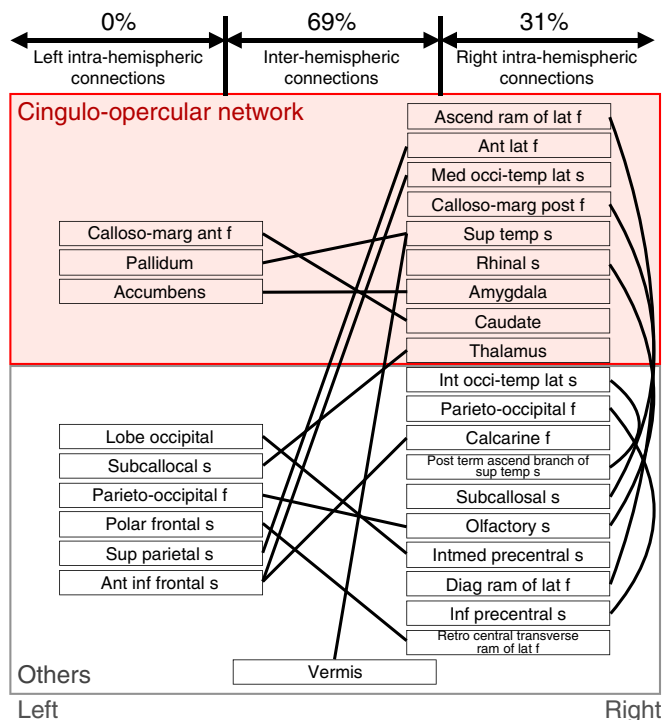 0% 69% 31%
Left intra-hemispheric Inter-hemispheric Right intra-hemispheric
connections connections connections
Cingulo-opercular network
Ascend ram of lat f
Ant lat f
Med occi-temp lat s
Calloso-marg post f
Calloso-marg ant f Sup temp s
Pallidum Rhinal s
Accumbens Amygdala
Caudate
Thalamus
Int occi-temp lat s
Parieto-occipital f
Lobe occipital Calcarine f
Subcallocal s Post term ascend branch of
sup temp s
Parieto-occipital f Subcallosal s
Polar frontal s Olfactory s
Sup parietal s Intmed precentral s
Ant inf frontal s Diag ram of lat f
Inf precentral s
Retro central transverse
ram of lat f
Others Vermis
Left Right